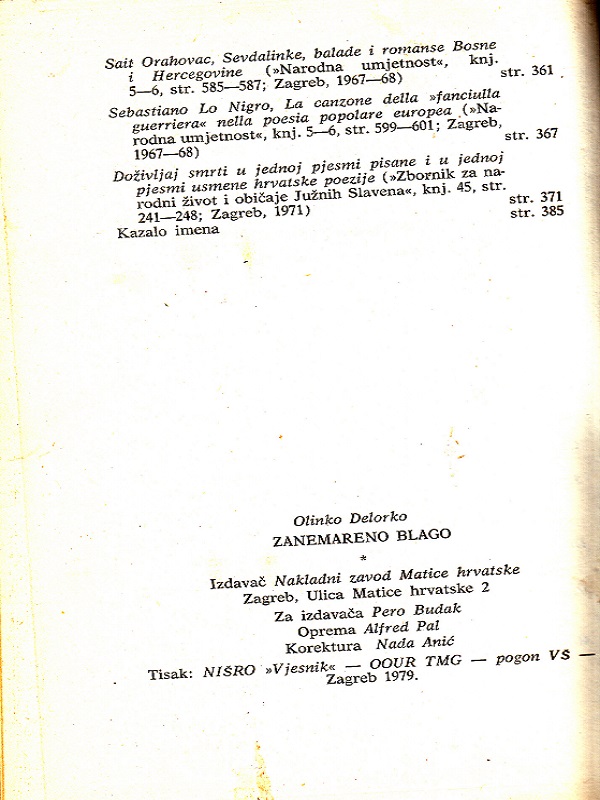 Sait Orahovac, Sevdalinke, balade i romanse Bosne
i Hercegovine (»Narodna umjetnost«, knj.
5—6, str. 585—587; Zagreb, 1967—68) str. 361
Sebastiano Lo Nigro, La canzone della »fanciulla
guerriera« nella poesia popolare europea (»Na-
rodna umjetnost«, knj. 5—6, str. 599—601; Zagreb,
1967—68) str. 367
Doživljaj smrti u jednoj pjesmi pisane i u jednoj
pjesmi usmene hrvatske poezije (»Zbornik za na-
rodni život i običaje Južnih Slavena«, knj. 45, str.
241—248; Zagreb, 1971) str. 371
Kazalo imena str. 385
Olinko Delorko
ZANEMARENO BLAGO
*
Izdavač Nakladni zavod Matice hrvatske
Zagreb, Ulica Matice hrvatske 2
Za izdavača Pero Budak
Oprema Alfred Pal
Korektura Nada Anić
Tisak: NIŠRO »Vjesnik« — OOUR TMG — pogon VŠ —
Zagreb 1979.